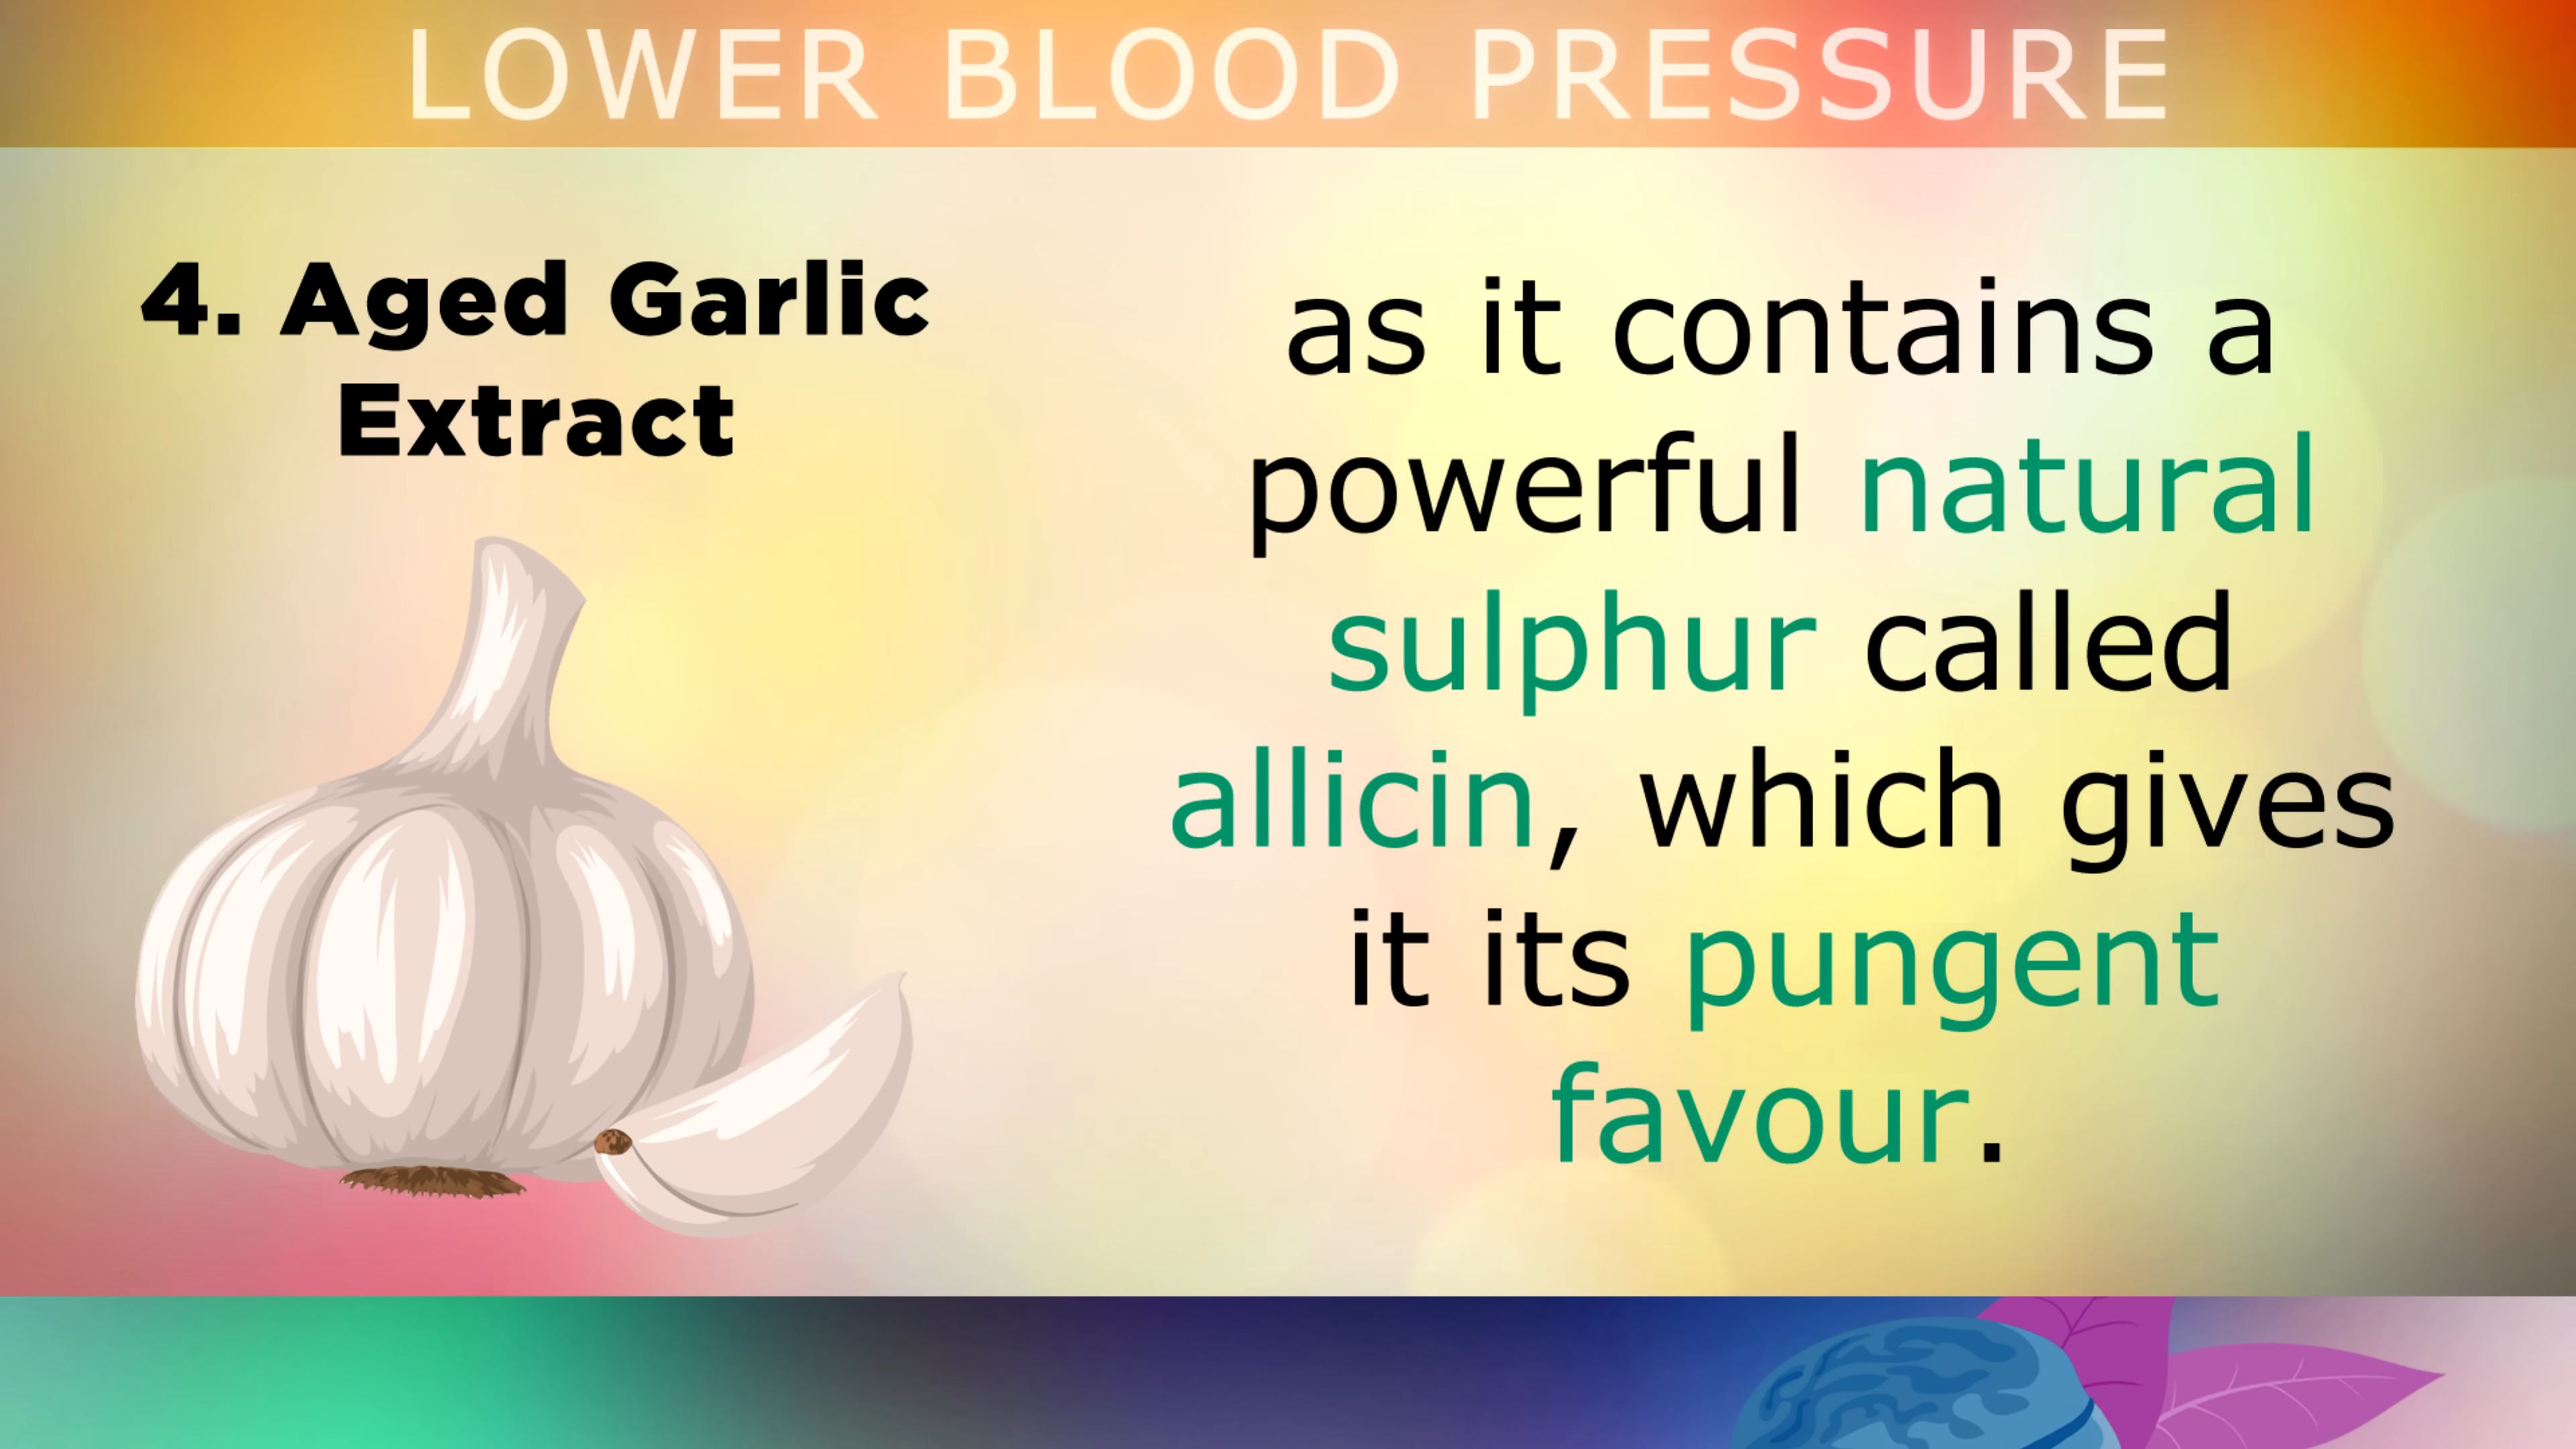 LOWER BLOOD PRESSURE
4. Aged Garlic
Extract
as it contains a
powerful natural
sulphur called
allicin, which gives
it its pungent
favour.